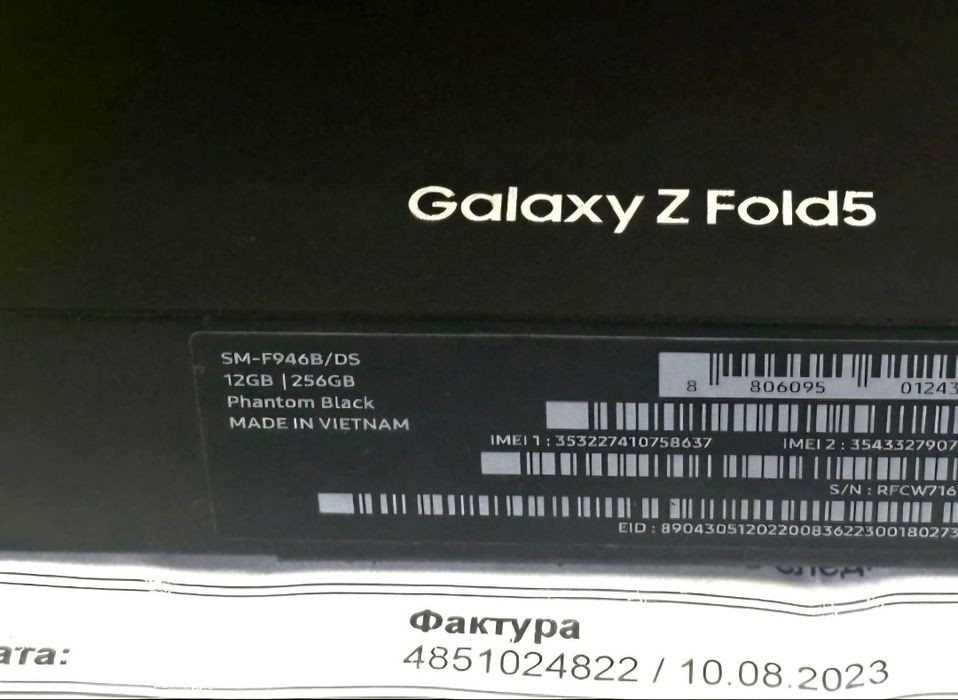 Galaxy Z Fold5
SM-F946B/DS
12GB | 256GB
Phantom Black
MADE IN VIETNAM
8 806095 01243
IMEI 1 : 353227410758637
IMEI 2 : 3543327907
S/N : RFCW716
EID : 8904305120220083622300180273
Фактура
ата:
4851024822 / 10.08.2023